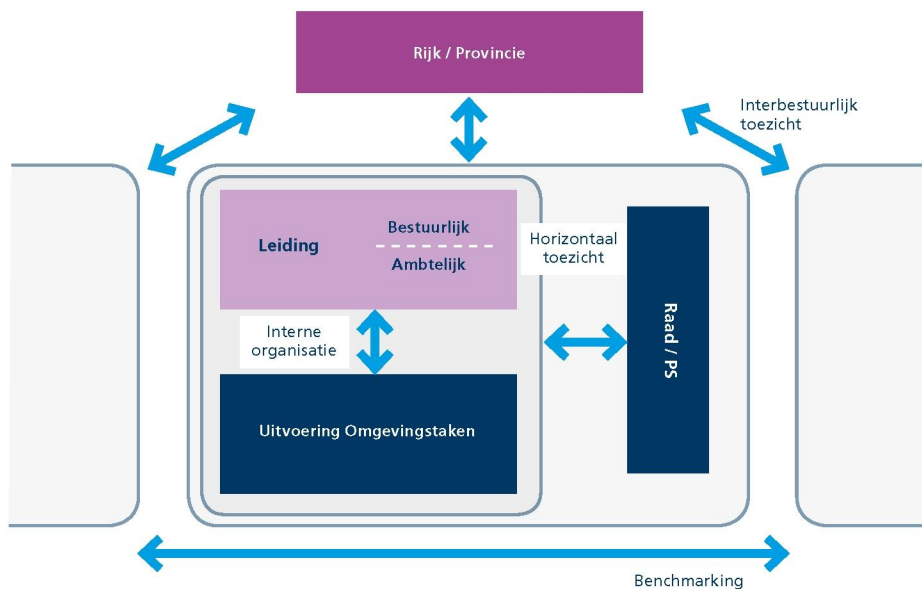 Rijk / Provincie
Interbestuurlijk
toezicht
Leiding
Bestuurlijk
Ambtelijk
Horizontaal
toezicht
Raad / PS
Interne
organisatie
Uitvoering Omgevingstaken
Benchmarking